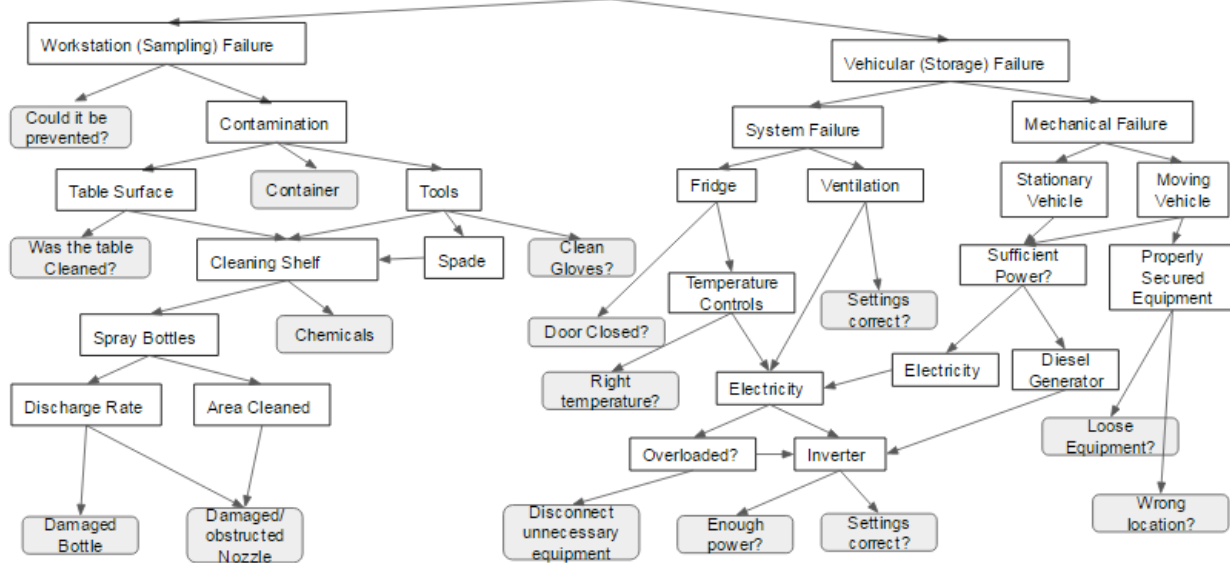 Workstation (Sampling) Failure
Vehicular (Storage) Failure
Could it be
prevented?
Contamination
System Failure
Mechanical Failure
Table Surface
Container
Tools
Fridge
Ventilation
Stationary
Vehicle
Moving
Vehicle
Was the table
Cleaned?
Cleaning Shelf
Spade
Clean
Gloves?
Temperature
Controls
Settings
correct?
Sufficient
Power?
Properly
Secured
Equipment
Spray Bottles
Chemicals
Door Closed?
Right
temperature?
Electricity
Electricity
Diesel
Generator
Discharge Rate
Area Cleaned
Overloaded?
Inverter
Loose
Equipment?
Damaged
Bottle
Damaged/
obstructed
Nozzle
Disconnect
unnecessary
equipment
Enough
power?
Settings
correct?
Wrong
location?